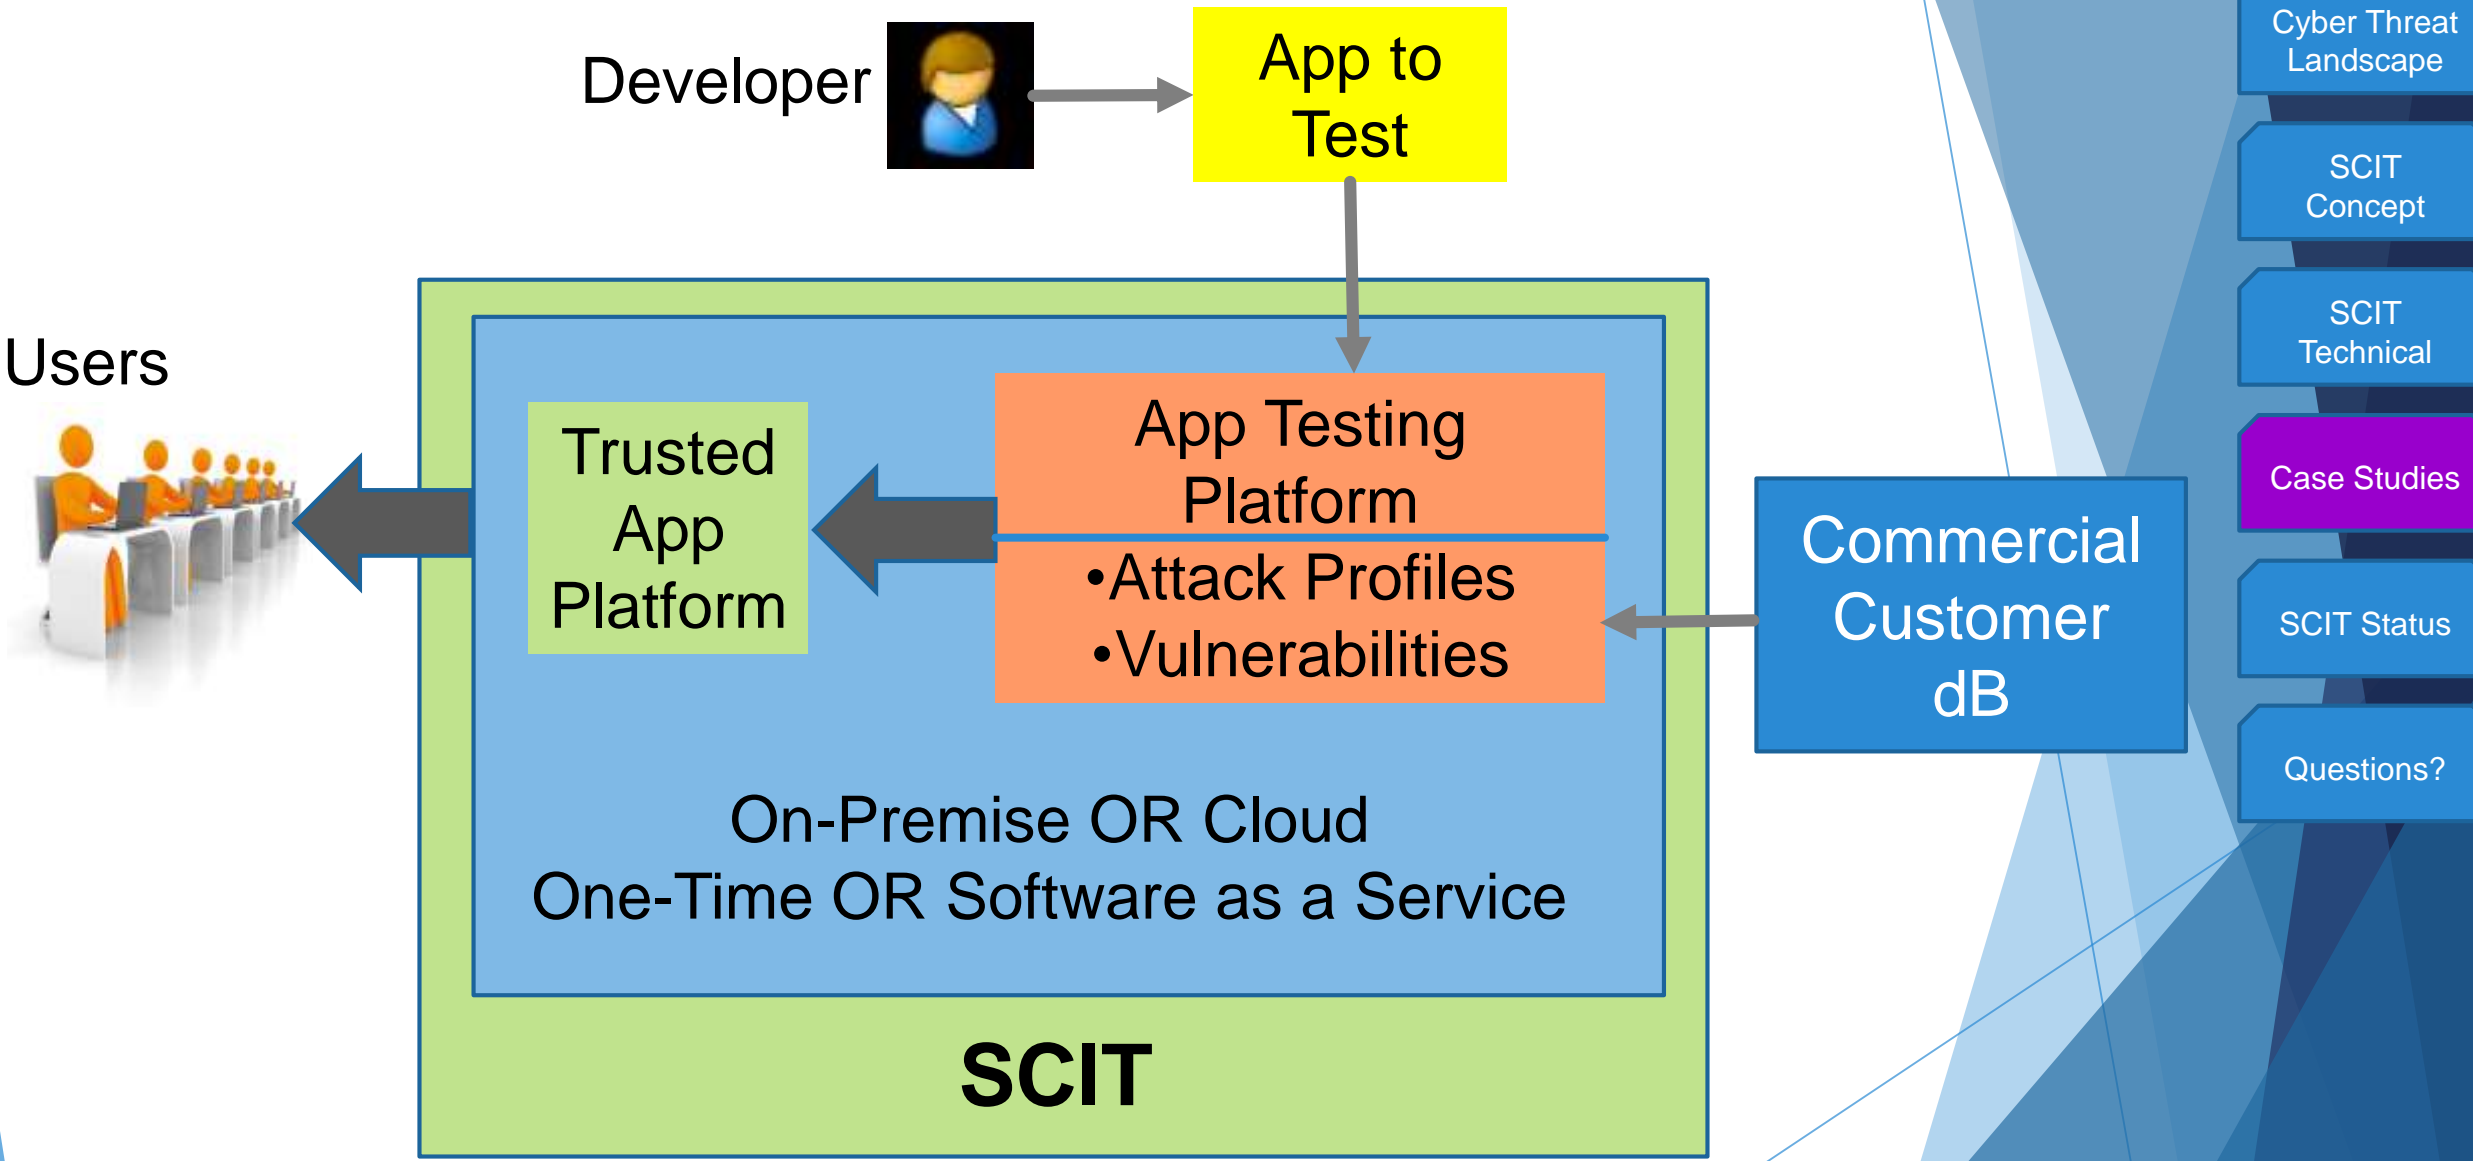 Developer
App to
Test
Users
Trusted
App
Platform
App Testing
Platform
•Attack Profiles
•Vulnerabilities
Commercial
Customer
dB
On-Premise OR Cloud
One-Time OR Software as a Service
SCIT
Cyber Threat
Landscape
SCIT
Concept
SCIT
Technical
Case Studies
SCIT Status
Questions?